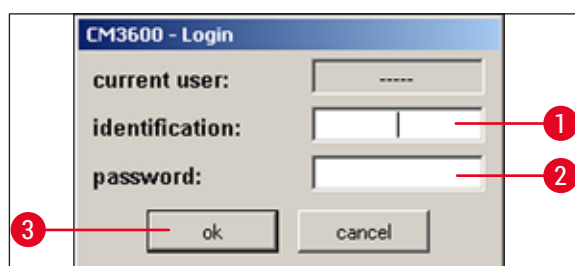 CM3600 - Login
current user: -----
identification: 1
password: 2
3 ok cancel